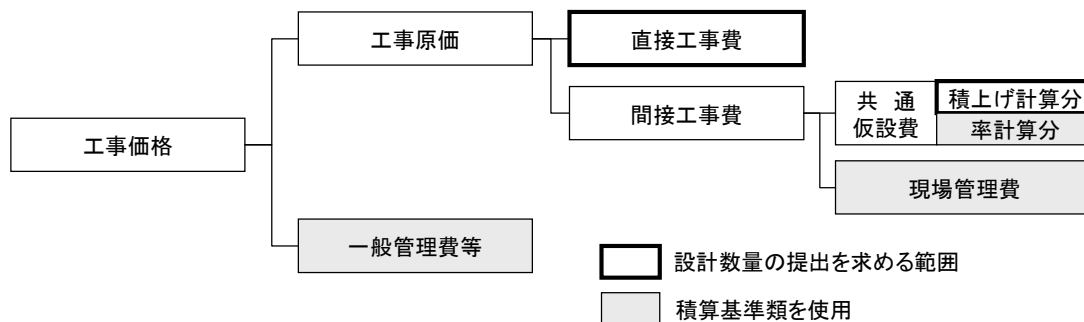 工事原価
直接工事費
間接工事費
共通
仮設費
積上げ計算分
率計算分
工事価格
現場管理費
一般管理費等
設計数量の提出を求める範囲
積算基準類を使用